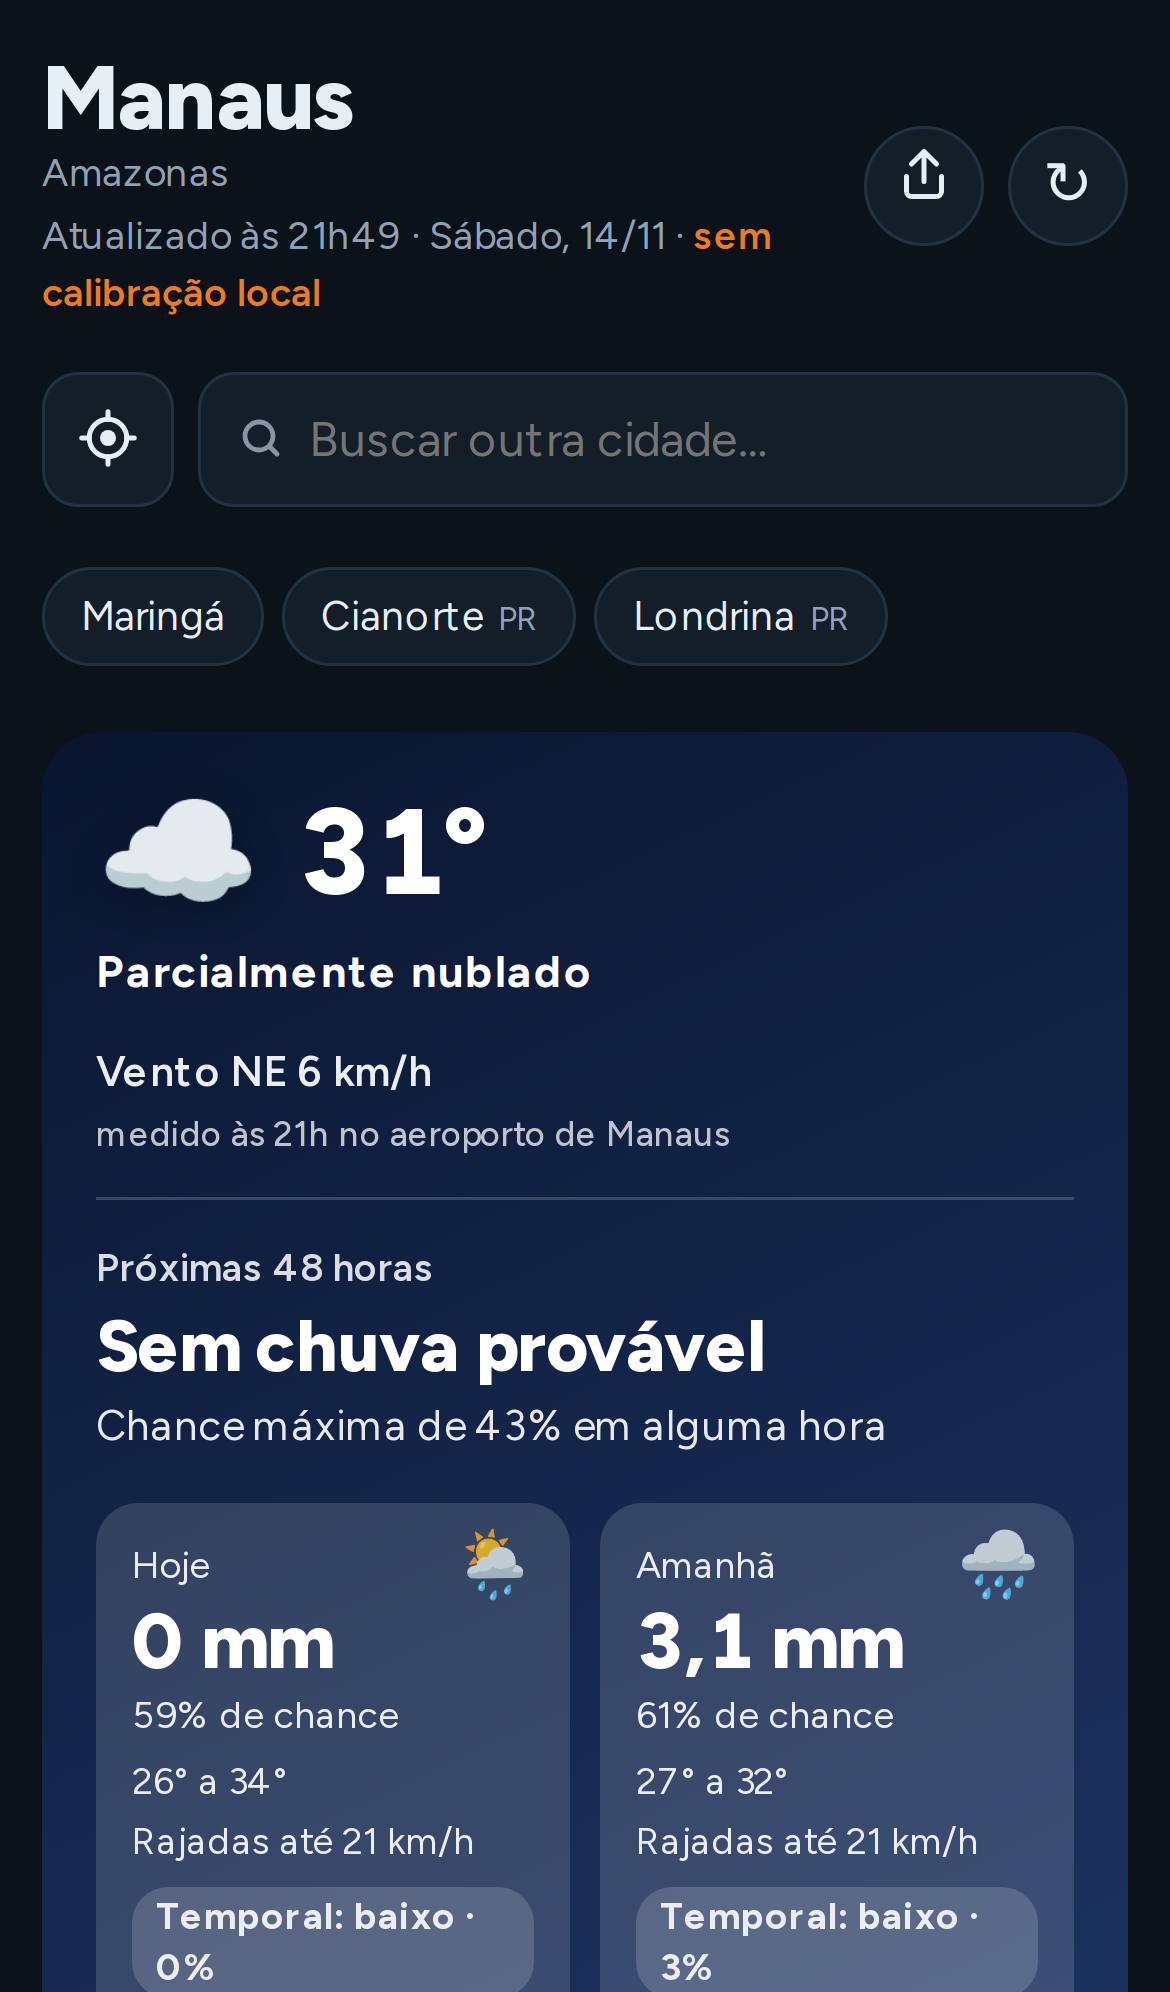 Manaus
Amazonas
Atualizado às 21h49 · Sábado, 14/11 · sem
calibração local
Buscar outra cidade...
Maringá
Cianorte PR
Londrina PR
31°
Parcialmente nublado
Vento NE 6 km/h
medido às 21h no aeroporto de Manaus
Próximas 48 horas
Sem chuva provável
Chance máxima de 43% em alguma hora
Hoje
0 mm
59% de chance
26° a 34°
Rajadas até 21 km/h
Temporal: baixo ·
0%
Amanhã
3,1 mm
61% de chance
27° a 32°
Rajadas até 21 km/h
Temporal: baixo ·
3%